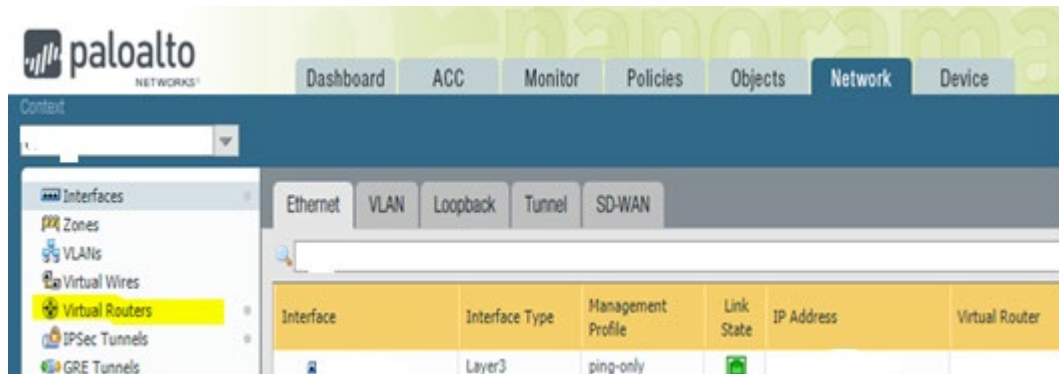 panorama
paloalto
NETWORKS
Dashboard ACC Monitor Policies Objects Network Device
Context
Interfaces
Zones
VLANs
Virtual Wires
Virtual Routers
IPSec Tunnels
GRE Tunnels
Ethernet VLAN Loopback Tunnel SD-WAN
Interface Interface Type Management Profile Link State IP Address Virtual Router
Layer3 ping-only